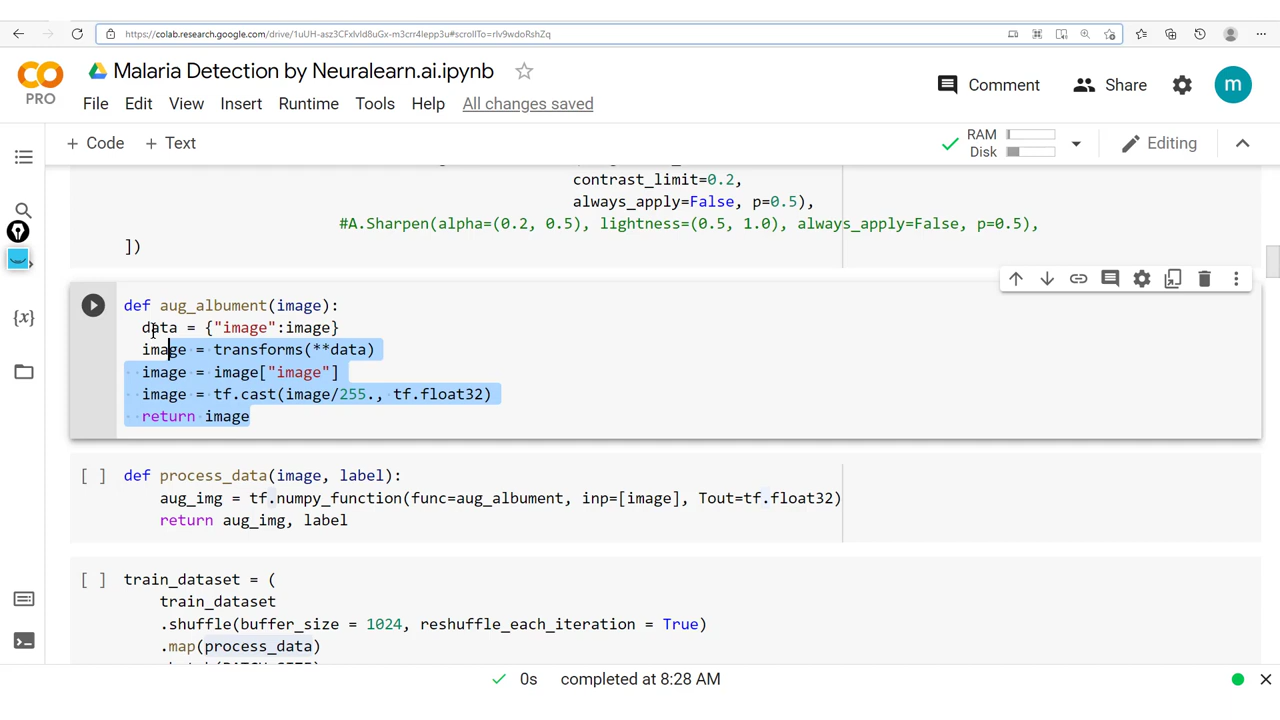 https://colab.research.google.com/drive/1uUH-asz3CFxlvld8uGx-m3crr4lepp3u#scrollTo=rlv9wdoRshZq
Malaria Detection by Neuralearn.ai.ipynb
PRO
File Edit View Insert Runtime Tools Help All changes saved
Comment
Share
m
+ Code + Text
RAM
Disk
Editing
contrast_limit=0.2,
always_apply=False, p=0.5),
#A.Sharpen(alpha=(0.2, 0.5), lightness=(0.5, 1.0), always_apply=False, p=0.5),
])
def aug_albument(image):
data = {"image":image}
image = transforms(**data)
image = image["image"]
image = tf.cast(image/255., tf.float32)
return image
[ ] def process_data(image, label):
aug_img = tf.numpy_function(func=aug_albument, inp=[image], Tout=tf.float32)
return aug_img, label
[ ] train_dataset = (
train_dataset
.shuffle(buffer_size = 1024, reshuffle_each_iteration = True)
.map(process_data)
{x}
0s completed at 8:28 AM